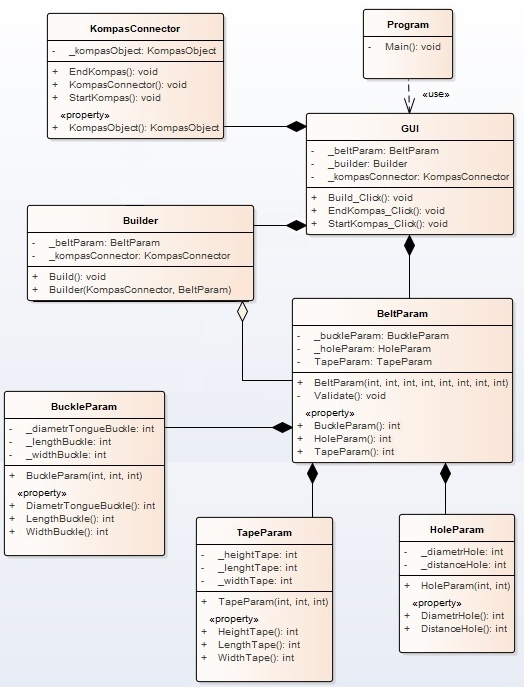 KompasConnector
- _kompasObject: KompasObject
+ EndKompas(): void
+ KompasConnector(): void
+ StartKompas(): void
«property»
+ KompasObject(): KompasObject
Program
- Main(): void
«use»
GUI
- _beltParam: BeltParam
- _builder: Builder
- _kompasConnector: KompasConnector
+ Build_Click(): void
+ EndKompas_Click(): void
+ StartKompas_Click(): void
Builder
- _beltParam: BeltParam
- _kompasConnector: KompasConnector
+ Build(): void
+ Builder(KompasConnector, BeltParam)
BeltParam
- _buckleParam: BuckleParam
- _holeParam: HoleParam
- TapeParam: TapeParam
+ BeltParam(int, int, int, int, int, int, int, int)
- Validate(): void
«property»
+ BuckleParam(): int
+ HoleParam(): int
+ TapeParam(): int
BuckleParam
- _diametrTongueBuckle: int
- _lengthBuckle: int
- _widthBuckle: int
+ BuckleParam(int, int, int)
«property»
+ DiametrTongueBuckle(): int
+ LengthBuckle(): int
+ WidthBuckle(): int
TapeParam
- _heightTape: int
- _lenghtTape: int
- _widthTape: int
+ TapeParam(int, int, int)
«property»
+ HeightTape(): int
+ LengthTape(): int
+ WidthTape(): int
HoleParam
- _diametrHole: int
- _distanceHole: int
+ HoleParam(int, int)
«property»
+ DiametrHole(): int
+ DistanceHole(): int